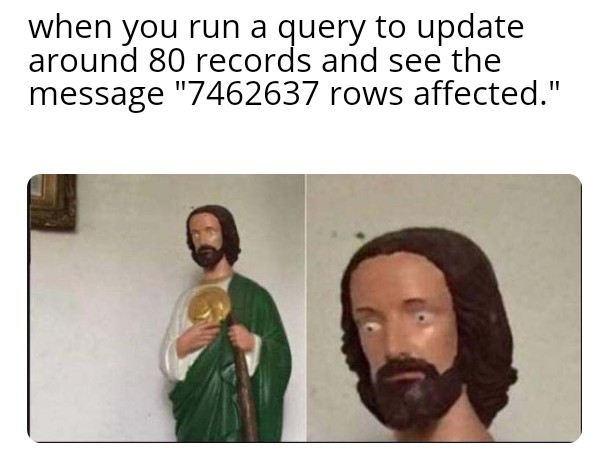 when you run a query to update
around 80 records and see the
message "7462637 rows affected."